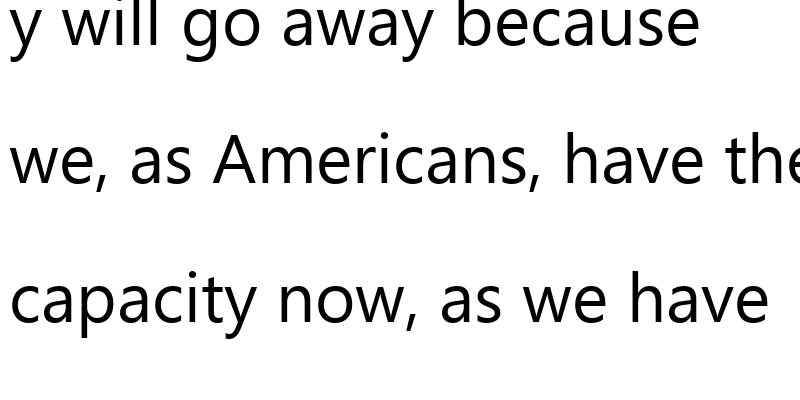 y will go away because
we, as Americans, have the
capacity now, as we have